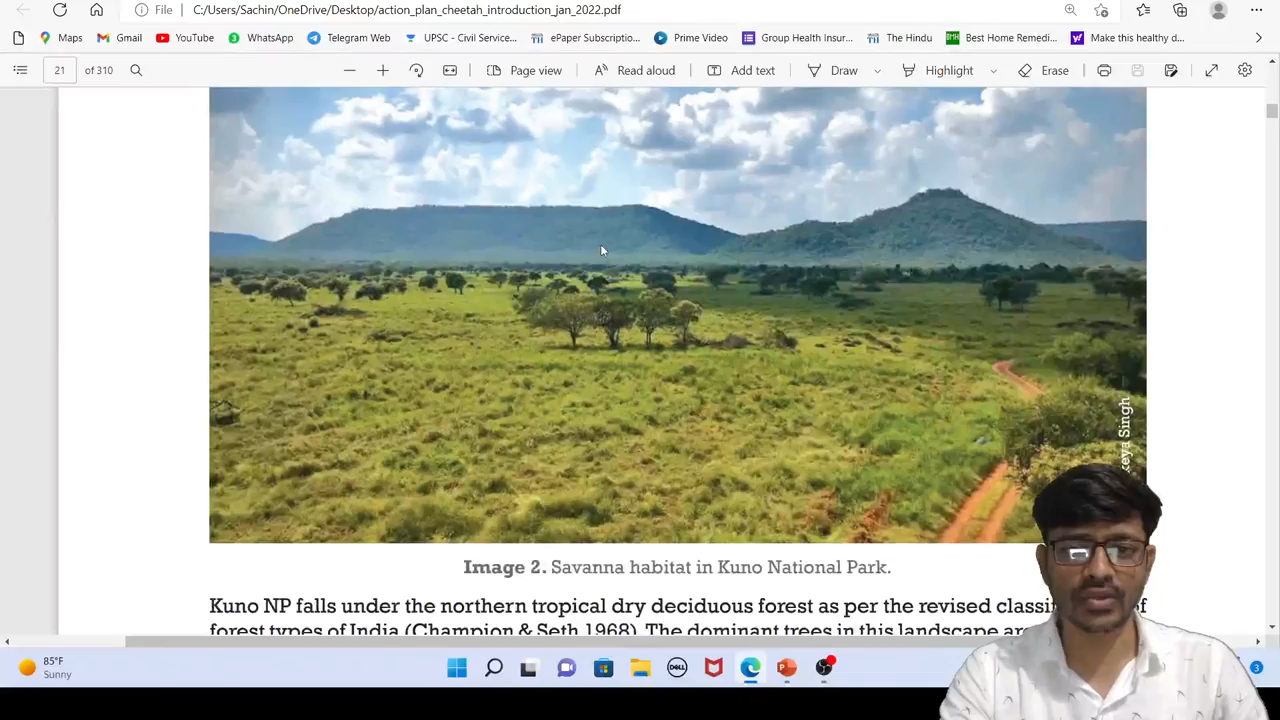 File C:/Users/Sachin/OneDrive/Desktop/action_plan_cheetah_introduction_jan_2022.pdf
Maps Gmail YouTube WhatsApp Telegram Web UPSC - Civil Service... ePaper Subscriptio... Prime Video Group Health Insur... The Hindu BMH Best Home Remedi... Make this healthy d...
21 of 310 Page view Read aloud Add text Draw Highlight Erase
Singh
Image 2. Savanna habitat in Kuno National Park.
Kuno NP falls under the northern tropical dry deciduous forest as per the revised
forest types of India (Champion & Seth 1968). The dominant trees in this landscape
85°F
Sunny
DELL
3